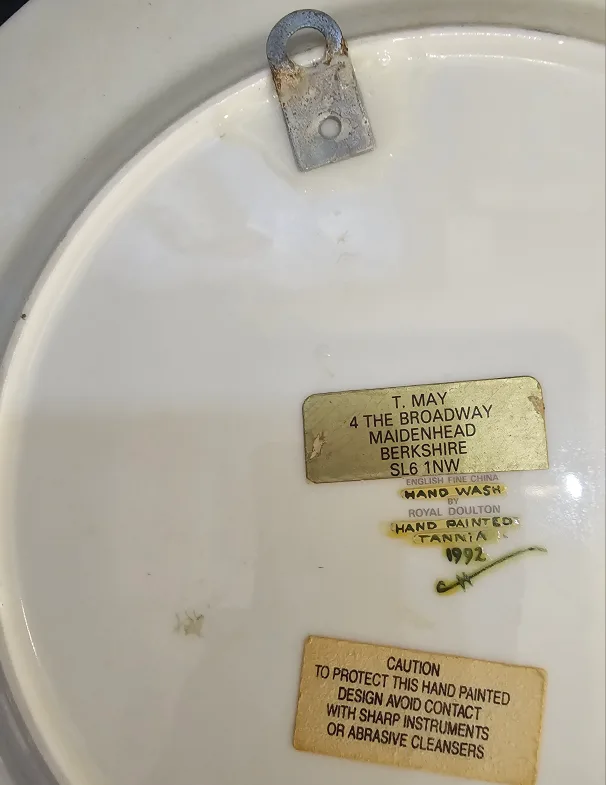 T. MAY
4 THE BROADWAY
MAIDENHEAD
BERKSHIRE
SL6 1NW
ENGLISH FINE CHINA
HAND WASH
BY
ROYAL DOULTON
HAND PAINTED
TANNIA
1992
CAUTION
TO PROTECT THIS HAND PAINTED
DESIGN AVOID CONTACT
WITH SHARP INSTRUMENTS
OR ABRASIVE CLEANSERS